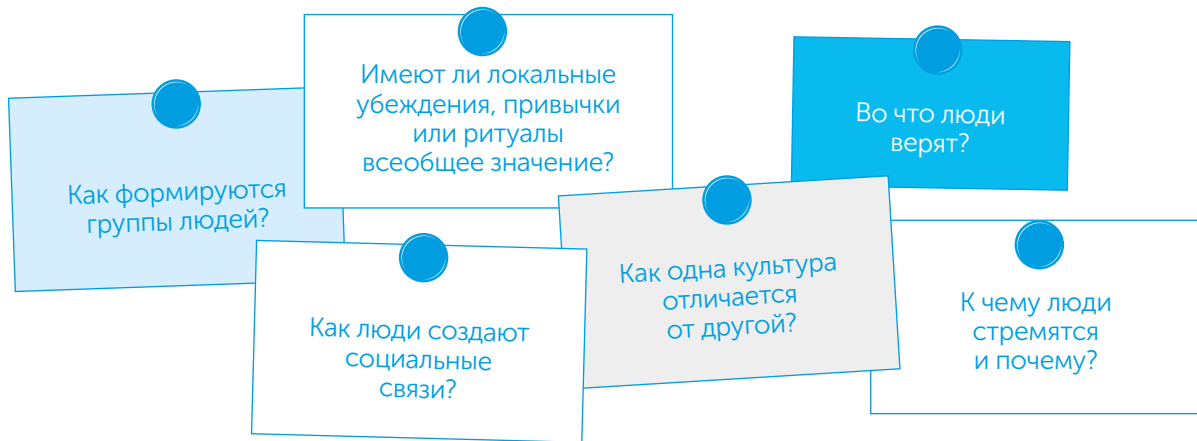 Как формируются
группы людей?
Имеют ли локальные
убеждения, привычки
или ритуалы
всеобщее значение?
Во что люди
верят?
Как люди создают
социальные
связи?
Как одна культура
отличается
от другой?
К чему люди
стремятся
и почему?